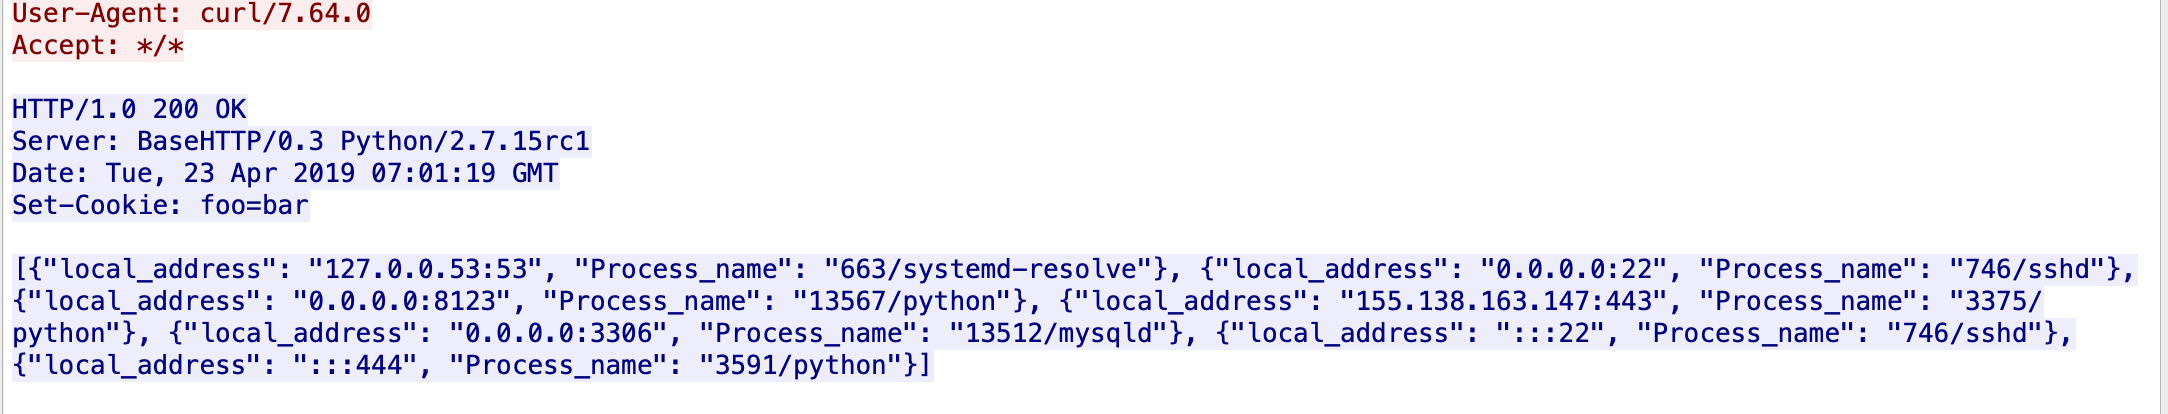 User-Agent: curl/7.64.0
Accept: */*
HTTP/1.0 200 OK
Server: BaseHTTP/0.3 Python/2.7.15rc1
Date: Tue, 23 Apr 2019 07:01:19 GMT
Set-Cookie: foo=bar
[{"local_address": "127.0.0.53:53", "Process_name": "663/systemd-resolve"}, {"local_address": "0.0.0.0:22", "Process_name": "746/sshd"},
{"local_address": "0.0.0.0:8123", "Process_name": "13567/python"}, {"local_address": "155.138.163.147:443", "Process_name": "3375/
python"}, {"local_address": "0.0.0.0:3306", "Process_name": "13512/mysqld"}, {"local_address": ":::22", "Process_name": "746/sshd"},
{"local_address": ":::444", "Process_name": "3591/python"}]